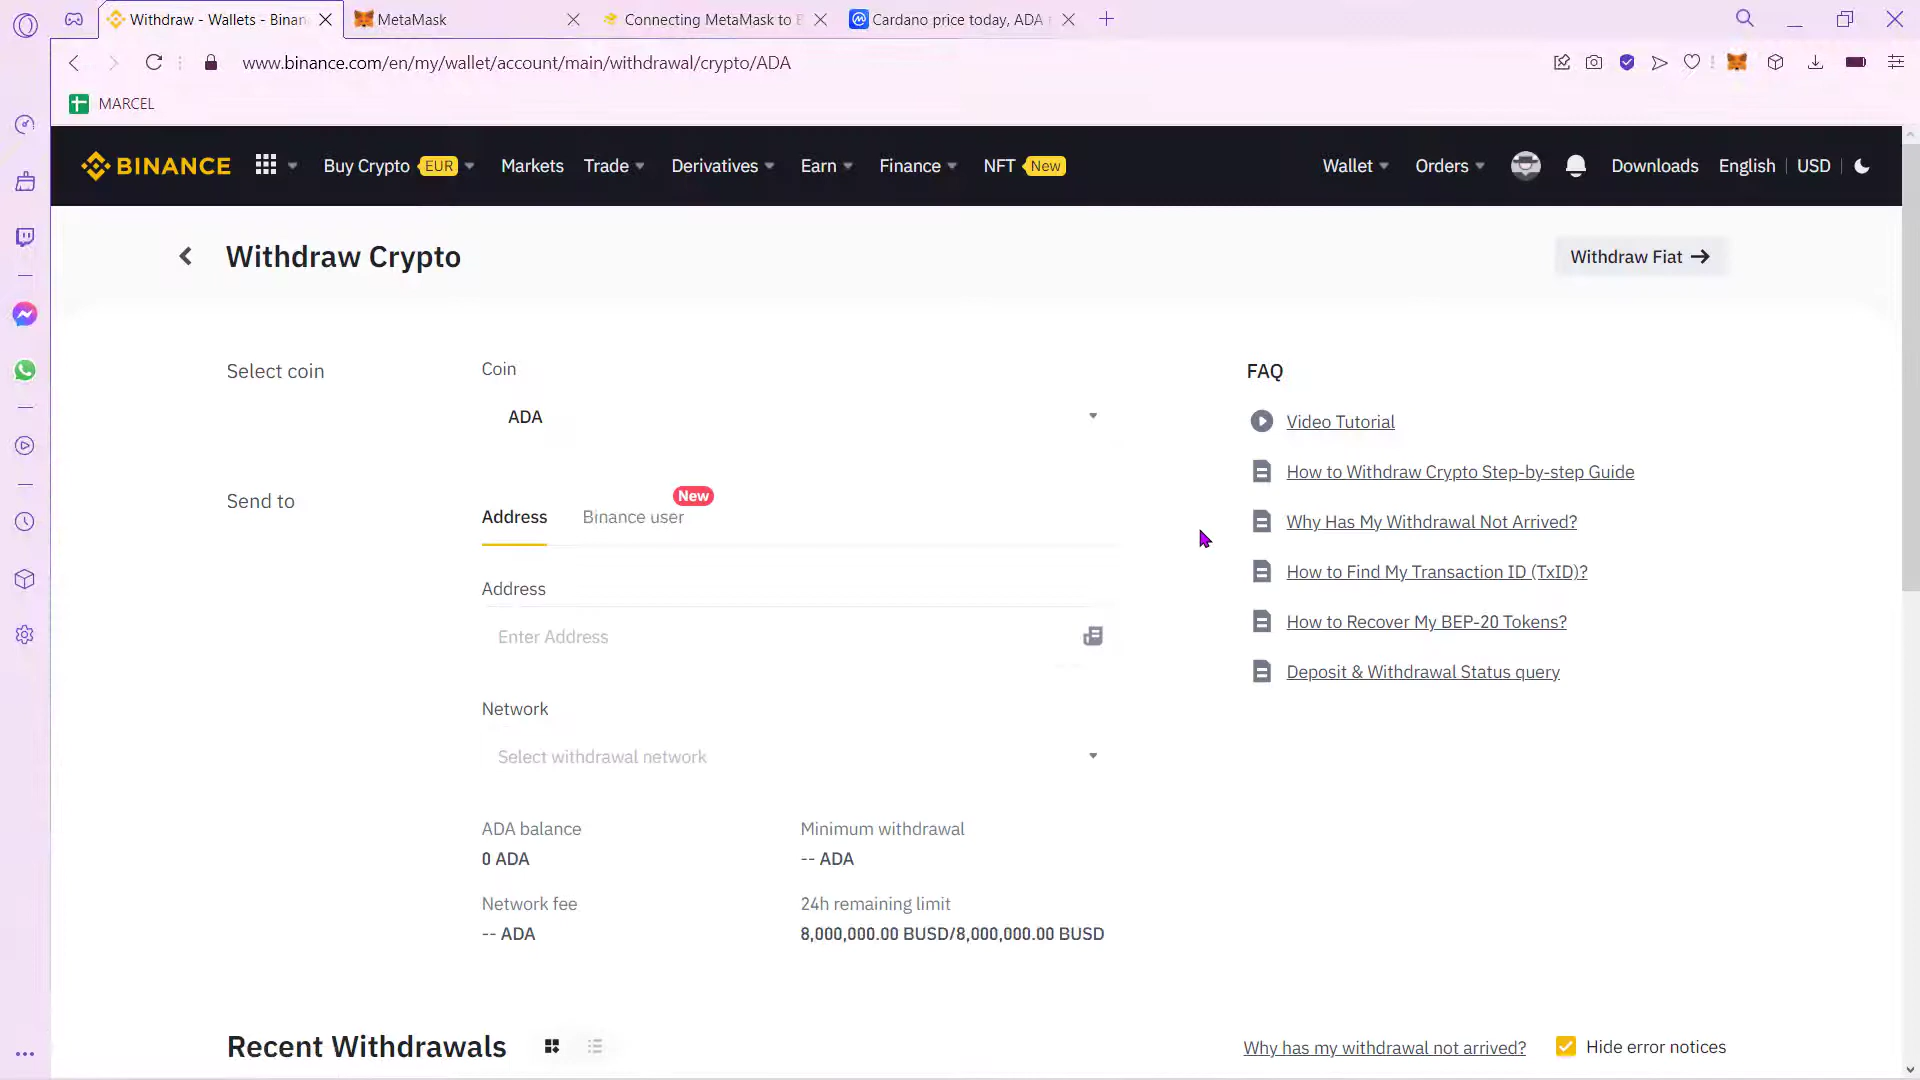 Withdraw - Wallets - Binan
MetaMask
Connecting MetaMask to B
Cardano price today, ADA
www.binance.com/en/my/wallet/account/main/withdrawal/crypto/ADA
MARCEL
BINANCE
Buy Crypto EUR
Markets
Trade
Derivatives
Earn
Finance
NFT New
Wallet
Orders
Downloads
English
USD
Withdraw Crypto
Withdraw Fiat →
Select coin
Coin
ADA
Send to
Address
Binance user
New
Address
Enter Address
Network
Select withdrawal network
ADA balance
0 ADA
Minimum withdrawal
-- ADA
Network fee
-- ADA
24h remaining limit
8,000,000.00 BUSD/8,000,000.00 BUSD
FAQ
Video Tutorial
How to Withdraw Crypto Step-by-step Guide
Why Has My Withdrawal Not Arrived?
How to Find My Transaction ID (TxID)?
How to Recover My BEP-20 Tokens?
Deposit & Withdrawal Status query
Recent Withdrawals
Why has my withdrawal not arrived?
Hide error notices